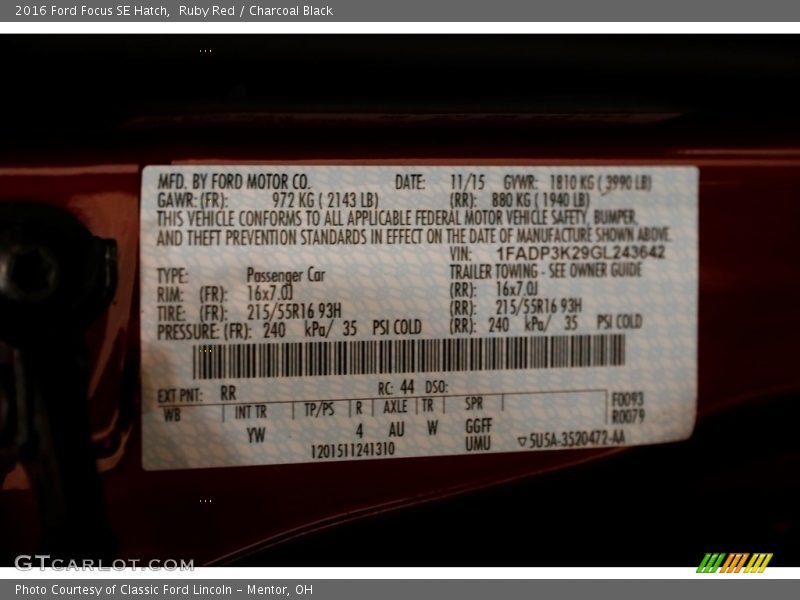 2016 Ford Focus SE Hatch,  Ruby Red / Charcoal Black
MFD. BY FORD MOTOR CO. DATE: 11/15 GVWR: 1810 KG ( 3990 LB)
GAWR: (FR): 972 KG ( 2143 LB) (RR): 880 KG ( 1940 LB)
THIS VEHICLE CONFORMS TO ALL APPLICABLE FEDERAL MOTOR VEHICLE SAFETY, BUMPER,
AND THEFT PREVENTION STANDARDS IN EFFECT ON THE DATE OF MANUFACTURE SHOWN ABOVE.
VIN: 1FADP3K29GL243642
TYPE: Passenger Car TRAILER TOWING - SEE OWNER GUIDE
RIM: (FR): 16x7.0J (RR): 16x7.0J
TIRE: (FR): 215/55R16 93H (RR): 215/55R16 93H
PRESSURE: (FR): 240 kPa/ 35 PSI COLD (RR): 240 kPa/ 35 PSI COLD
EXT PNT: RR RC: 44 DSO:
WB INT TR TP/PS R AXLE TR SPR F0093
R0079
YW 4 AU W GGFF
UMU
1201511241310 ▽5U5A-3520472-AA
GTCARLOT.COM
Photo Courtesy of Classic Ford Lincoln - Mentor, OH